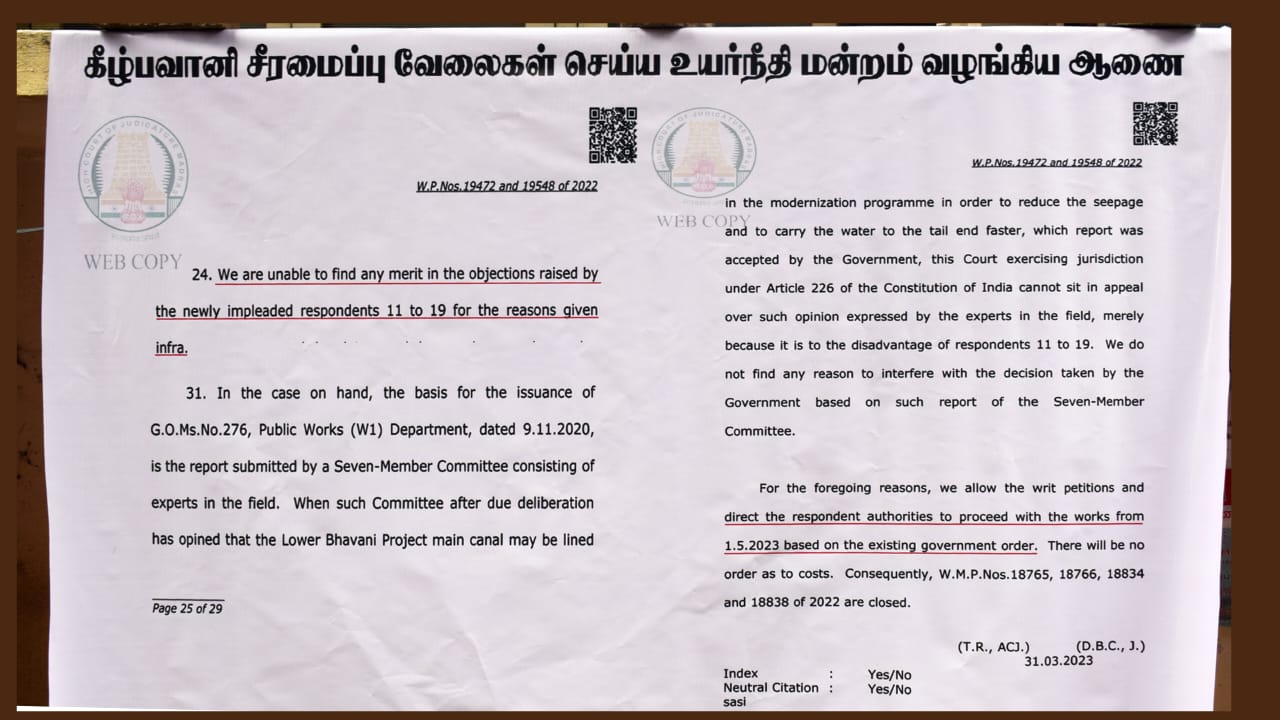 கீழ்பவானி சீரமைப்பு வேலைகள் செய்ய உயர்நீதி மன்றம் வழங்கிய ஆணை
HIGH COURT OF JUDICATURE MADRAS
WEB COPY
W.P.Nos.19472 and 19548 of 2022
24. We are unable to find any merit in the objections raised by
the newly impleaded respondents 11 to 19 for the reasons given
infra.
31. In the case on hand, the basis for the issuance of
G.O.Ms.No.276, Public Works (W1) Department, dated 9.11.2020,
is the report submitted by a Seven-Member Committee consisting of
experts in the field. When such Committee after due deliberation
has opined that the Lower Bhavani Project main canal may be lined
Page 25 of 29
HIGH COURT OF JUDICATURE MADRAS
WEB COPY
W.P.Nos.19472 and 19548 of 2022
in the modernization programme in order to reduce the seepage
and to carry the water to the tail end faster, which report was
accepted by the Government, this Court exercising jurisdiction
under Article 226 of the Constitution of India cannot sit in appeal
over such opinion expressed by the experts in the field, merely
because it is to the disadvantage of respondents 11 to 19. We do
not find any reason to interfere with the decision taken by the
Government based on such report of the Seven-Member
Committee.
For the foregoing reasons, we allow the writ petitions and
direct the respondent authorities to proceed with the works from
1.5.2023 based on the existing government order. There will be no
order as to costs. Consequently, W.M.P.Nos.18765, 18766, 18834
and 18838 of 2022 are closed.
(T.R., ACJ.) (D.B.C., J.)
31.03.2023
Index : Yes/No
Neutral Citation : Yes/No
sasi